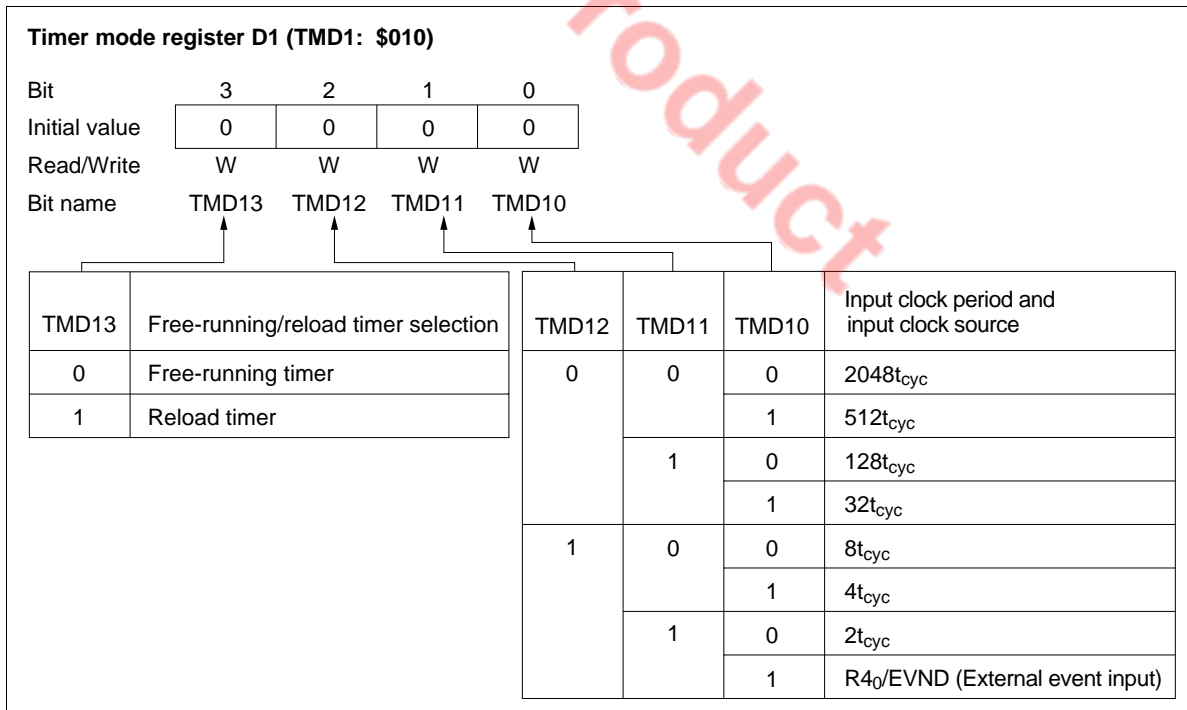 Timer mode register D1 (TMD1: $010)
Bit 3 2 1 0
Initial value 0 0 0 0
Read/Write W W W W
Bit name TMD13 TMD12 TMD11 TMD10
TMD13 Free-running/reload timer selection
0 Free-running timer
1 Reload timer
TMD12 TMD11 TMD10 Input clock period and
input clock source
0 0 0 2048tcyc
1 512tcyc
1 0 128tcyc
1 32tcyc
1 0 0 8tcyc
1 4tcyc
1 0 2tcyc
1 R40/EVND (External event input)
roduct